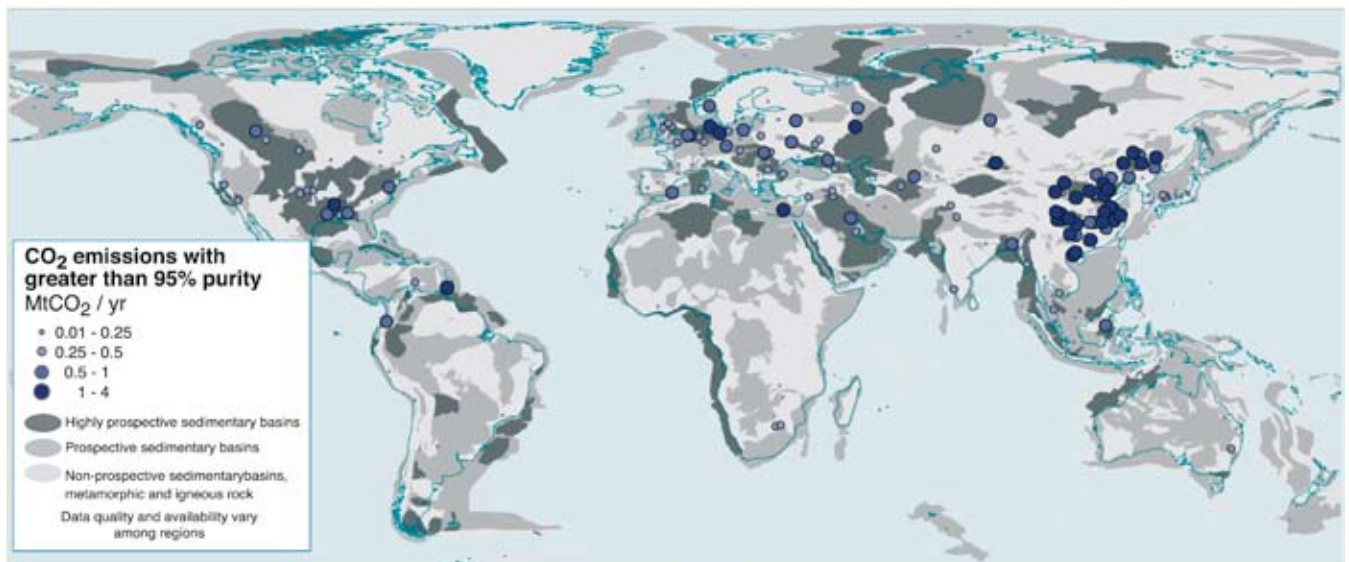 CO2 emissions with
greater than 95% purity
MtCO2 / yr
0.01 - 0.25
0.25 - 0.5
0.5 - 1
1 - 4
Highly prospective sedimentary basins
Prospective sedimentary basins
Non-prospective sedimentarybasins,
metamorphic and igneous rock
Data quality and availability vary
among regions